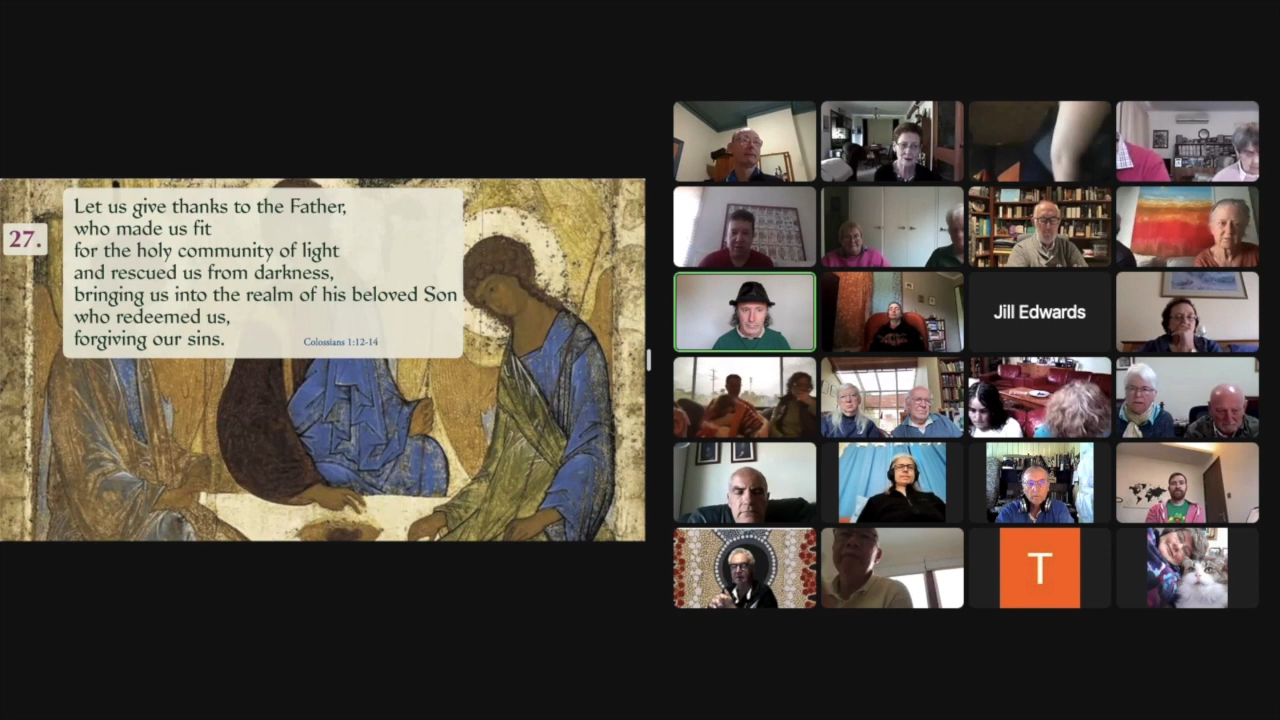 27.
Let us give thanks to the Father,
who made us fit
for the holy community of light
and rescued us from darkness,
bringing us into the realm of his beloved Son
who redeemed us,
forgiving our sins.
Colossians 1:12-14
Jill Edwards
T